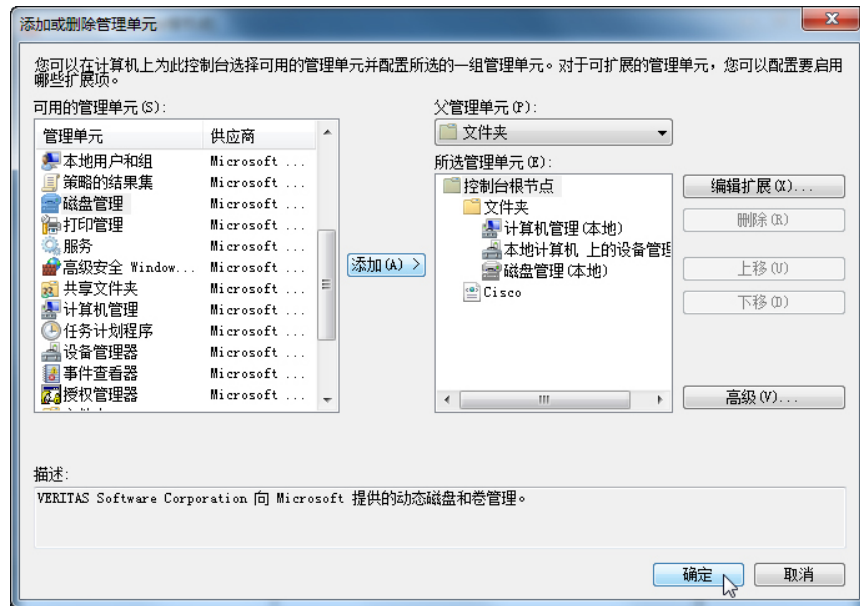 添加或删除管理单元
您可以在计算机上为此控制台选择可用的管理单元并配置所选的一组管理单元。对于可扩展的管理单元，您可以配置要启用
哪些扩展项。
可用的管理单元(S):
父管理单元(P):
管理单元 供应商
文件夹
所选管理单元(E):
本地用户和组 Microsoft ...
策略的结果集 Microsoft ...
磁盘管理 Microsoft ...
打印管理 Microsoft ...
服务 Microsoft ...
高级安全 Window... Microsoft ...
共享文件夹 Microsoft ...
计算机管理 Microsoft ...
任务计划程序 Microsoft ...
设备管理器 Microsoft ...
事件查看器 Microsoft ...
授权管理器 Microsoft ...
添加(A) >
控制台根节点
文件夹
计算机管理(本地)
本地计算机 上的设备管理
磁盘管理(本地)
Cisco
编辑扩展(X)...
删除(R)
上移(U)
下移(D)
高级(V)...
描述:
VERITAS Software Corporation 向 Microsoft 提供的动态磁盘和卷管理。
确定
取消